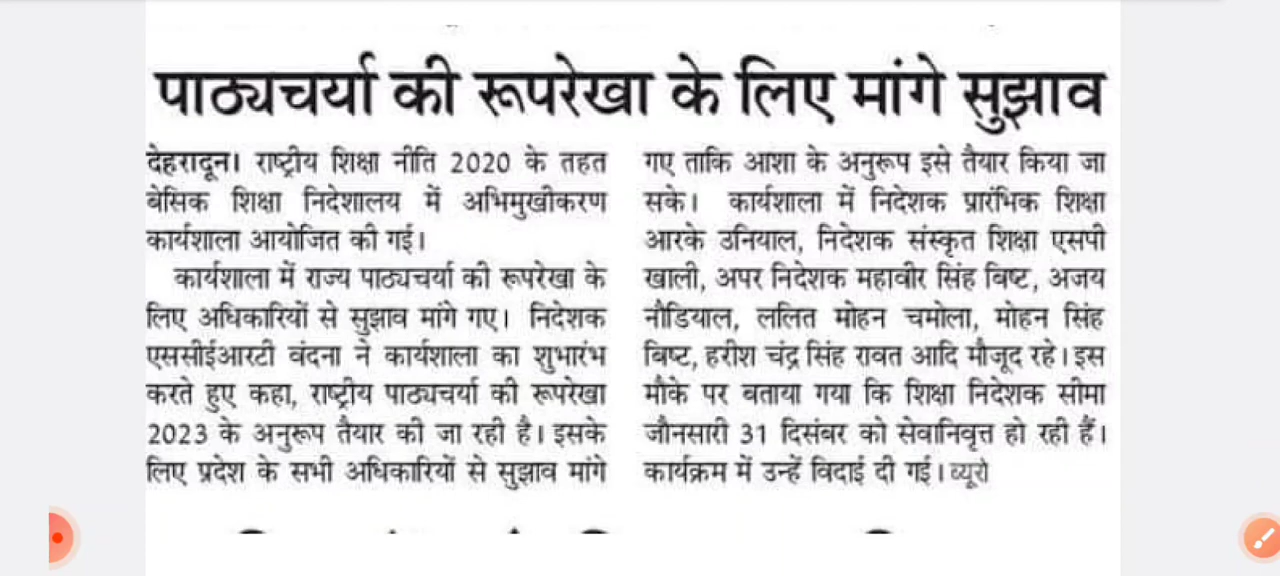 पाठ्यचर्या की रूपरेखा के लिए मांगे सुझाव
देहरादून। राष्ट्रीय शिक्षा नीति 2020 के तहत
बेसिक शिक्षा निदेशालय में अभिमुखीकरण
कार्यशाला आयोजित की गई।
कार्यशाला में राज्य पाठ्यचर्या की रूपरेखा के
लिए अधिकारियों से सुझाव मांगे गए। निदेशक
एससीईआरटी वंदना ने कार्यशाला का शुभारंभ
करते हुए कहा, राष्ट्रीय पाठ्यचर्या की रूपरेखा
2023 के अनुरूप तैयार की जा रही है। इसके
लिए प्रदेश के सभी अधिकारियों से सुझाव मांगे
गए ताकि आशा के अनुरूप इसे तैयार किया जा
सके। कार्यशाला में निदेशक प्रारंभिक शिक्षा
आरके उनियाल, निदेशक संस्कृत शिक्षा एसपी
खाली, अपर निदेशक महावीर सिंह बिष्ट, अजय
नौडियाल, ललित मोहन चमोला, मोहन सिंह
बिष्ट, हरीश चंद्र सिंह रावत आदि मौजूद रहे। इस
मौके पर बताया गया कि शिक्षा निदेशक सीमा
जौनसारी 31 दिसंबर को सेवानिवृत्त हो रही हैं।
कार्यक्रम में उन्हें विदाई दी गई। ब्यूरो